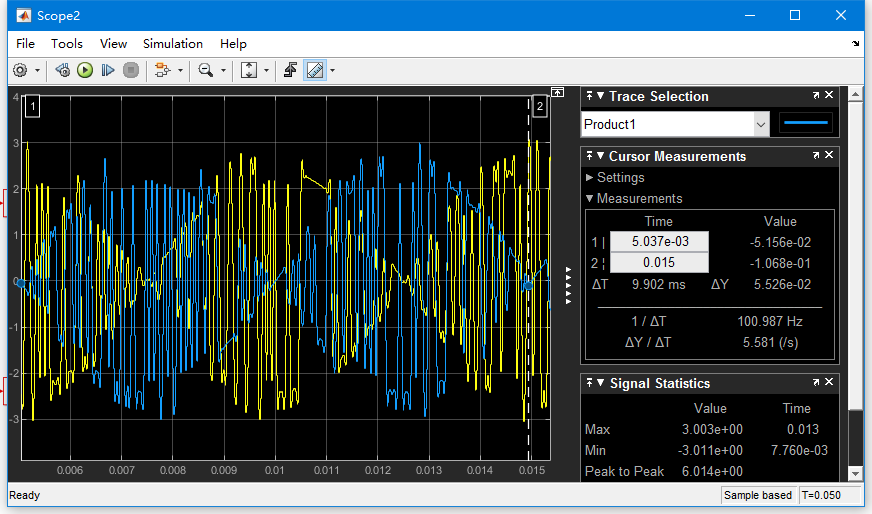 Scope2
File Tools View Simulation Help
1
2
4
3
2
1
0
-1
-2
-3
0.006 0.007 0.008 0.009 0.01 0.011 0.012 0.013 0.014 0.015
Trace Selection
Product1
Cursor Measurements
Settings
Measurements
Time Value
1 | 5.037e-03 -5.156e-02
2 ¦ 0.015 -1.068e-01
ΔT 9.902 ms ΔY 5.526e-02
1 / ΔT 100.987 Hz
ΔY / ΔT 5.581 (/s)
Signal Statistics
Value Time
Max 3.003e+00 0.013
Min -3.011e+00 7.760e-03
Peak to Peak 6.014e+00
Ready Sample based T=0.050